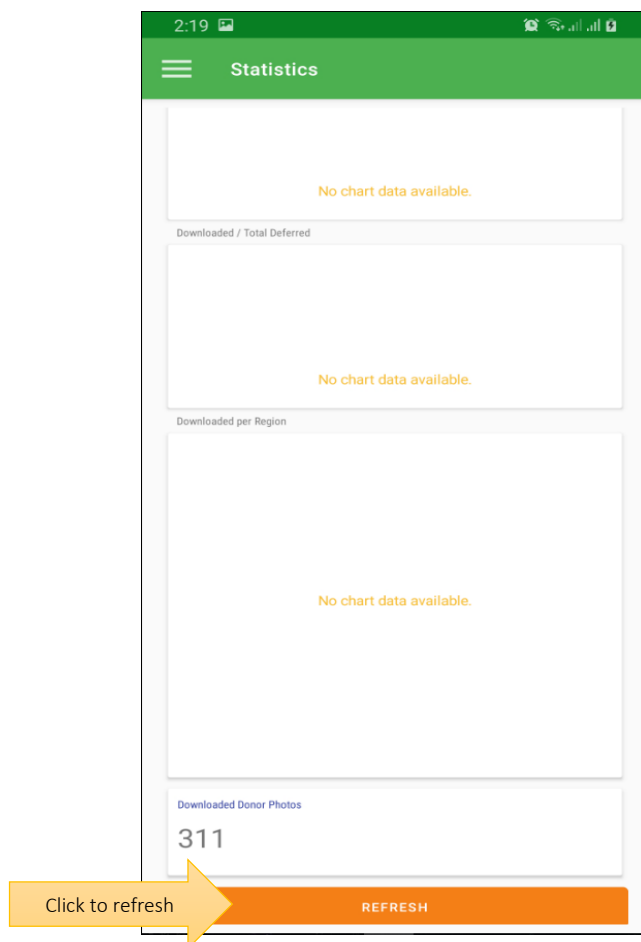 2:19
Statistics
No chart data available.
Downloaded / Total Deferred
No chart data available.
Downloaded per Region
No chart data available.
Downloaded Donor Photos
311
Click to refresh
REFRESH